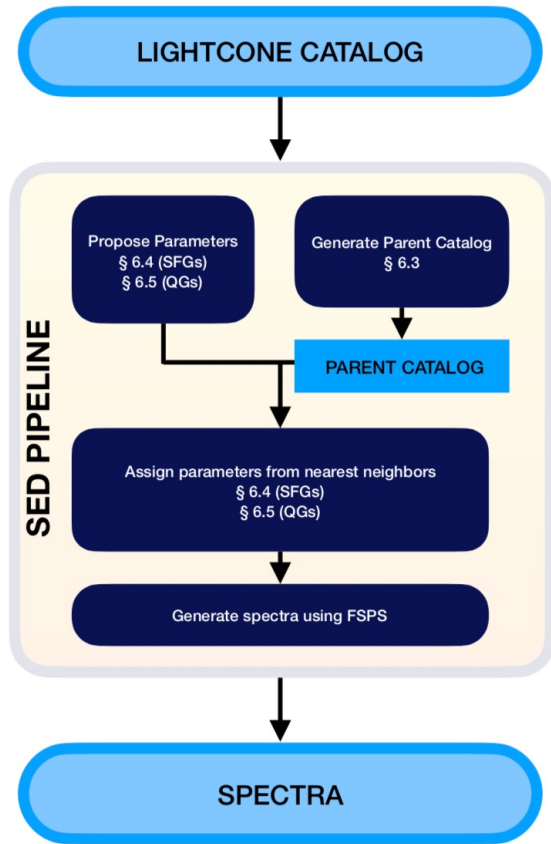 LIGHTCONE CATALOG
SED PIPELINE
Propose Parameters
§ 6.4 (SFGs)
§ 6.5 (QGs)
Generate Parent Catalog
§ 6.3
PARENT CATALOG
Assign parameters from nearest neighbors
§ 6.4 (SFGs)
§ 6.5 (QGs)
Generate spectra using FSPS
SPECTRA